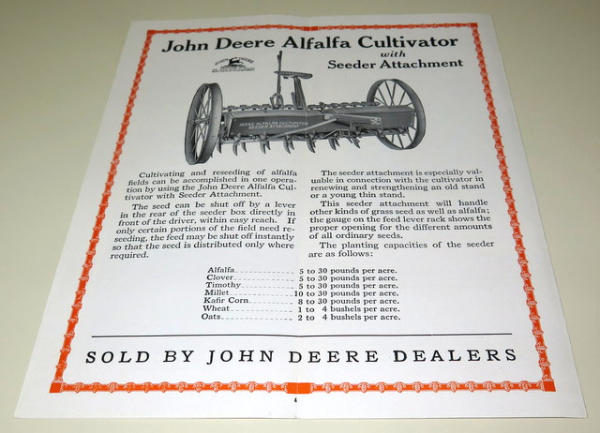 John Deere Alfalfa Cultivator
with
Seeder Attachment
Cultivating and reseeding of alfalfa
fields can be accomplished in one opera-
tion by using the John Deere Alfalfa Cul-
tivator with Seeder Attachment.
The seed can be shut off by a lever
in the rear of the seeder box directly in
front of the driver, within easy reach. If
only certain portions of the field need re-
seeding, the feed may be shut off instantly
so that the seed is distributed only where
required.
The seeder attachment is especially val-
uable in connection with the cultivator in
renewing and strengthening an old stand
or a young thin stand.
This seeder attachment will handle
other kinds of grass seed as well as alfalfa;
the gauge on the feed lever rack shows the
proper opening for the different amounts
of all ordinary seeds.
The planting capacities of the seeder
are as follows:
Alfalfa 5 to 30 pounds per acre.
Clover 5 to 30 pounds per acre.
Timothy 5 to 30 pounds per acre.
Millet 10 to 30 pounds per acre.
Kafir Corn 8 to 30 pounds per acre.
Wheat 1 to 4 bushels per acre.
Oats 2 to 4 bushels per acre.
SOLD BY JOHN DEERE DEALERS